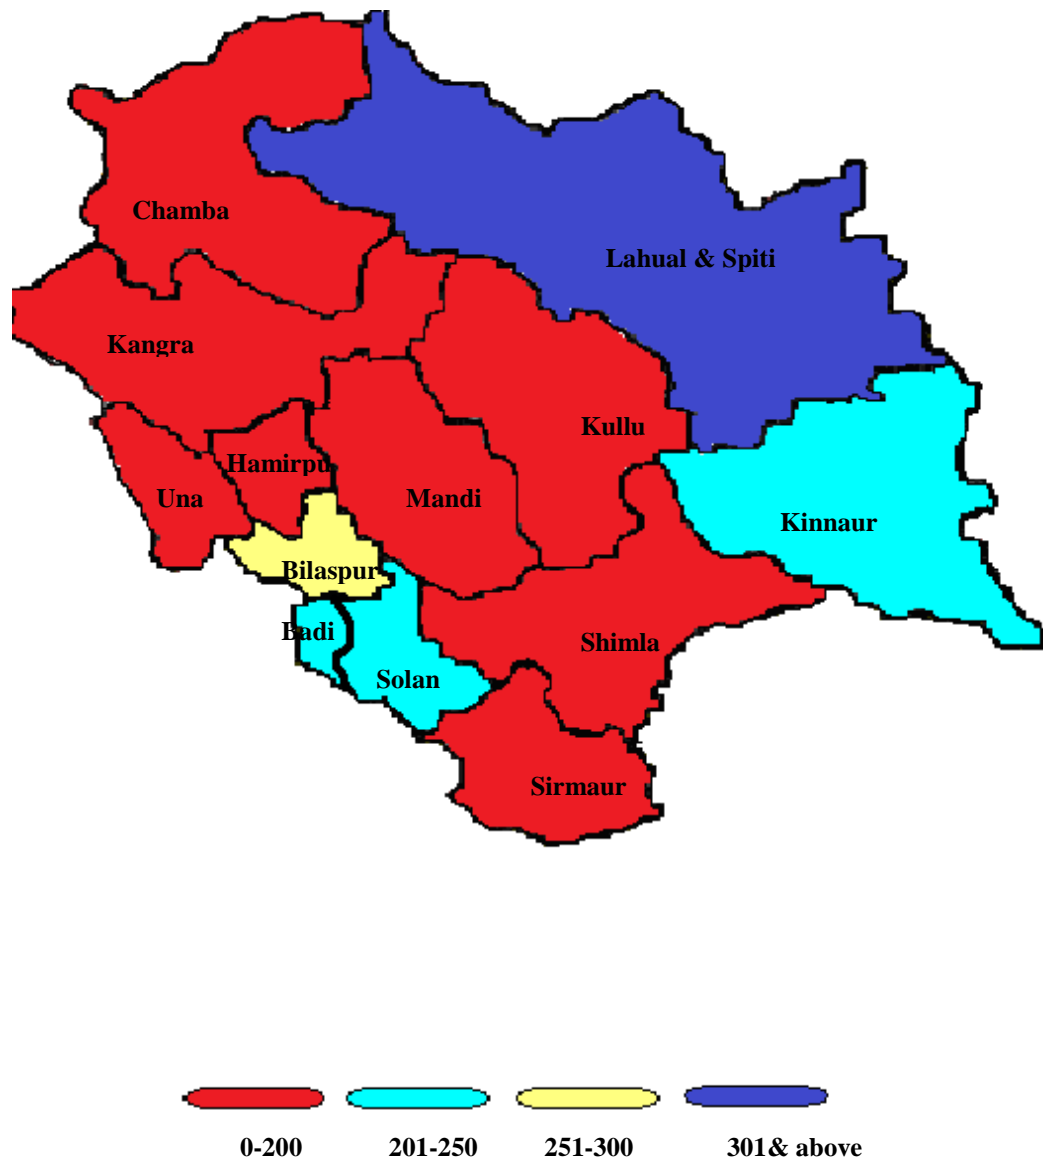 Chamba
Lahual & Spiti
Kangra
Kullu
Hamirpu
Una
Mandi
Kinnaur
Bilaspur
Badi
Shimla
Solan
Sirmaur
0-200
201-250
251-300
301& above